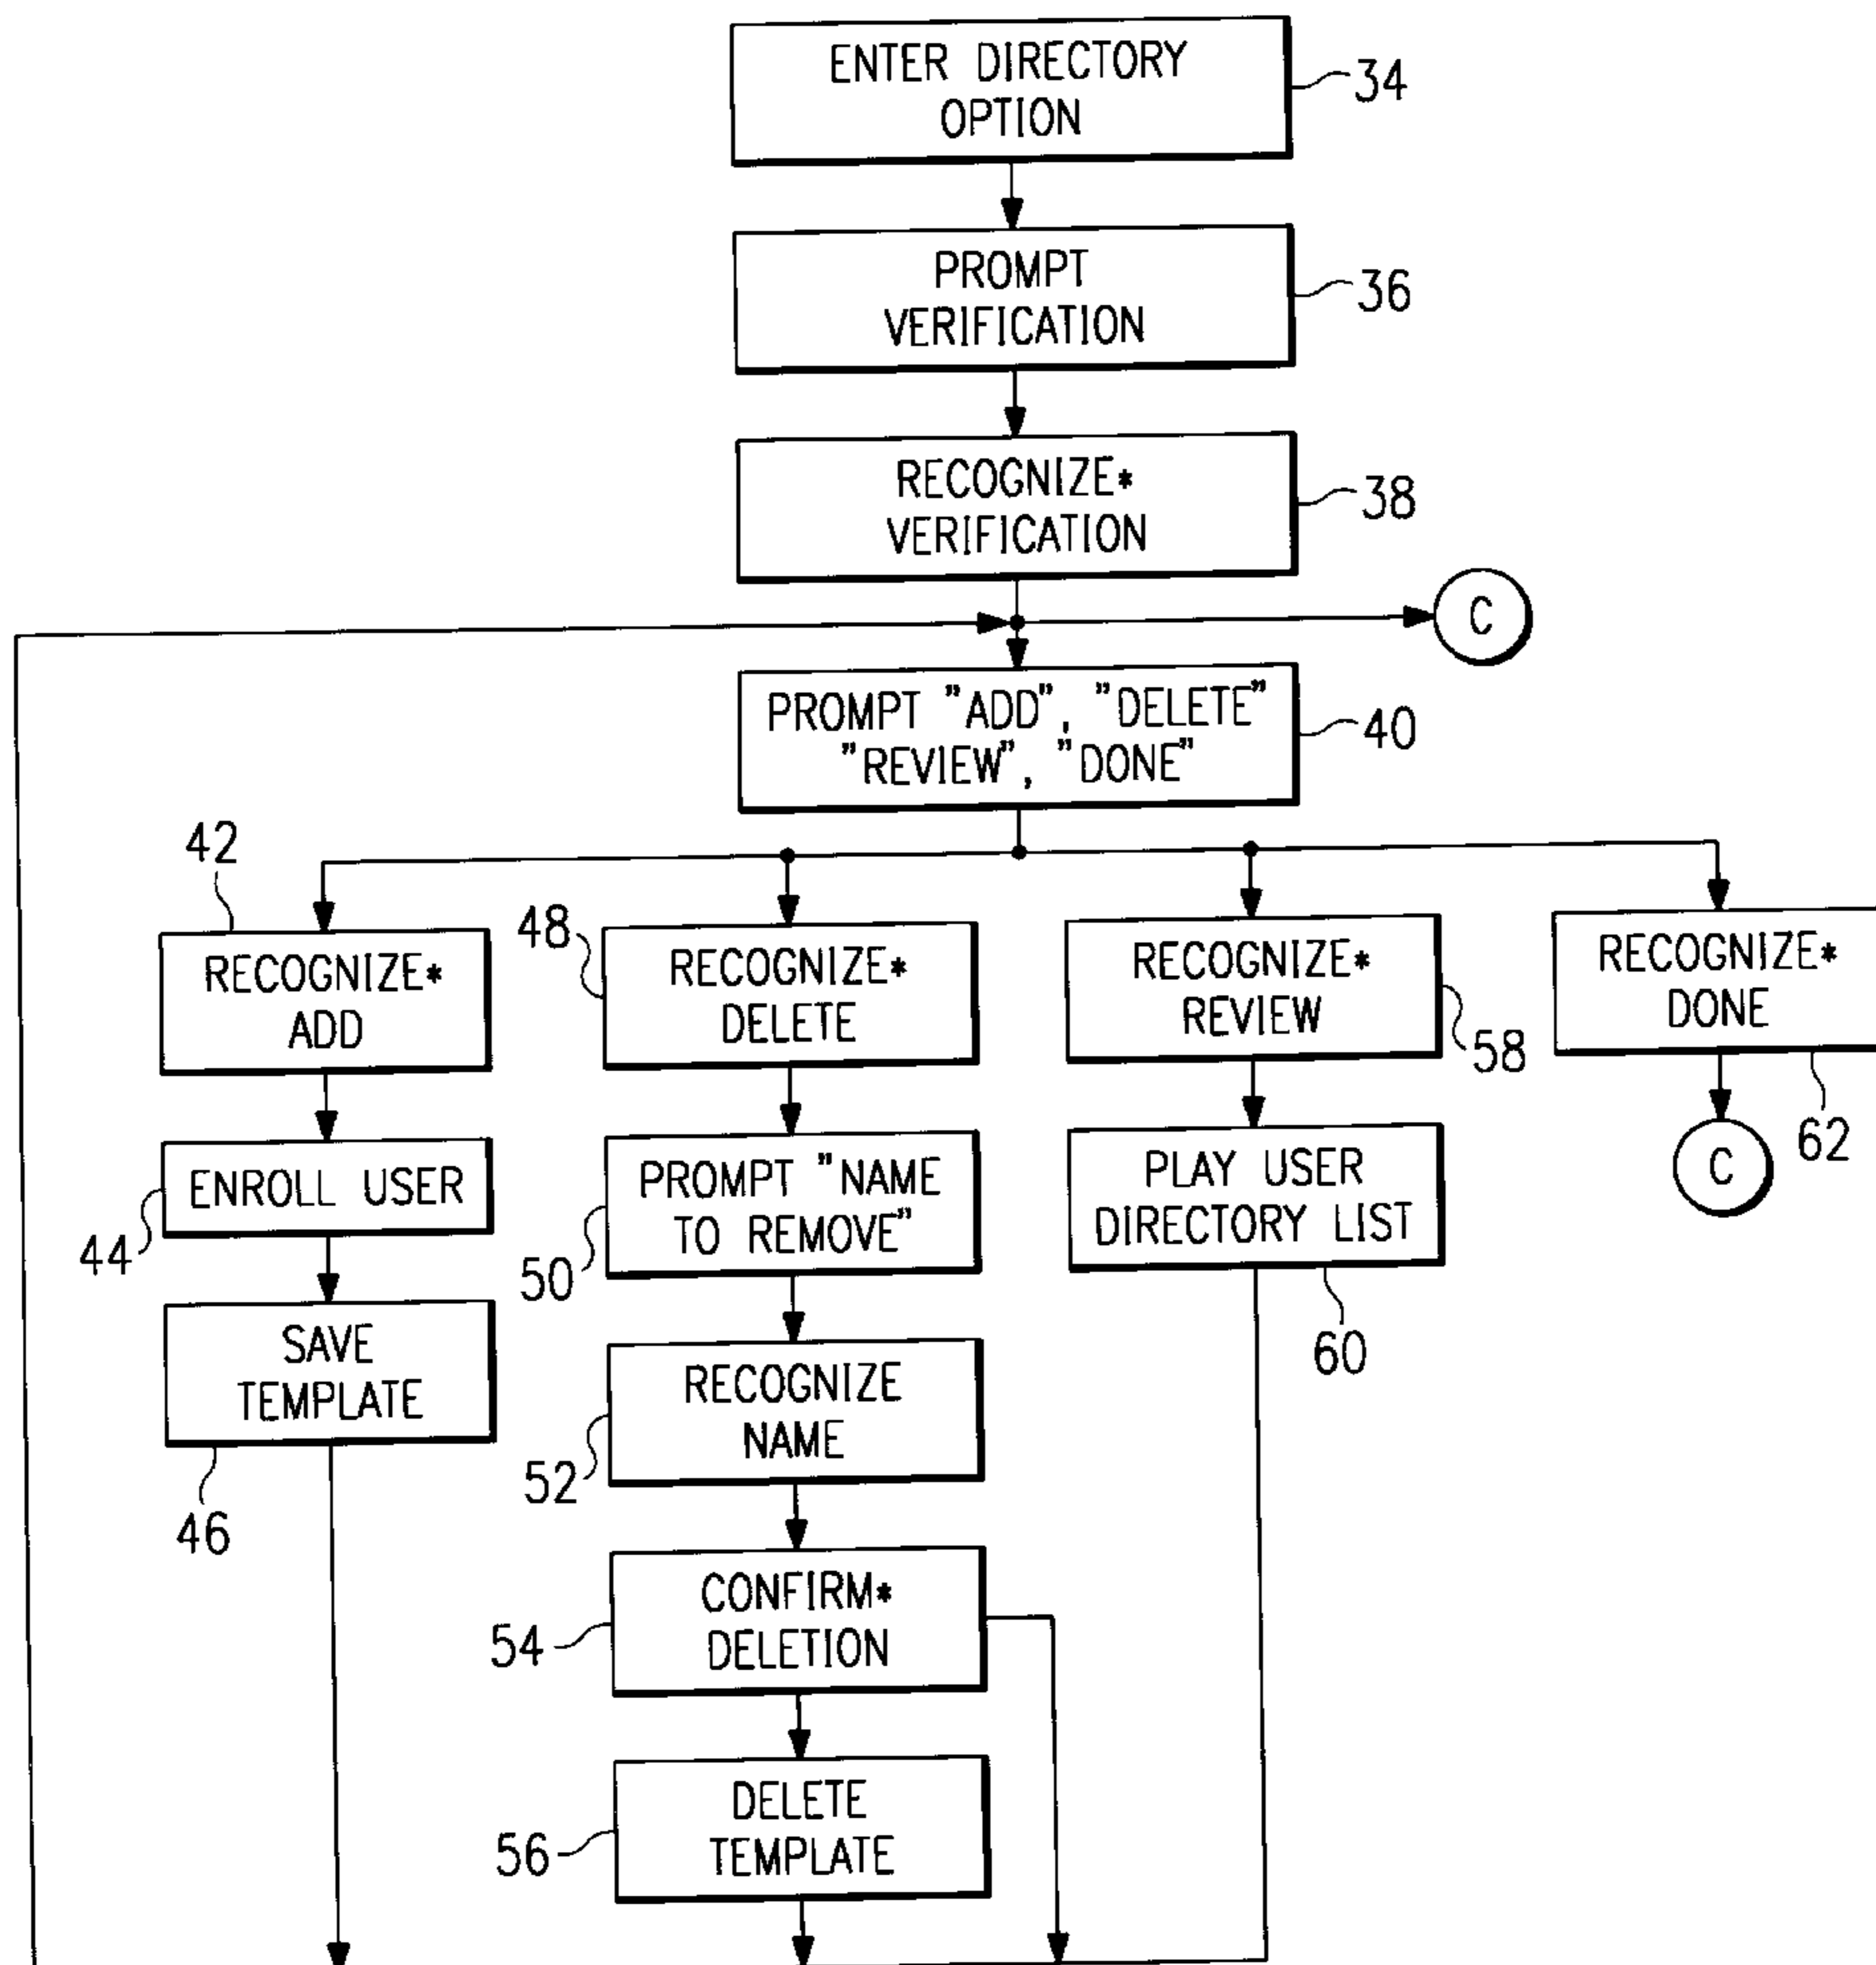 ENTER DIRECTORY
OPTION
34
PROMPT
VERIFICATION
36
RECOGNIZE*
VERIFICATION
38
C
PROMPT "ADD", "DELETE"
"REVIEW", "DONE"
40
42
RECOGNIZE*
ADD
48
RECOGNIZE*
DELETE
RECOGNIZE*
REVIEW
58
RECOGNIZE*
DONE
62
C
ENROLL USER
44
PROMPT "NAME
TO REMOVE"
50
PLAY USER
DIRECTORY LIST
60
SAVE
TEMPLATE
46
RECOGNIZE
NAME
52
CONFIRM*
DELETION
54
DELETE
TEMPLATE
56